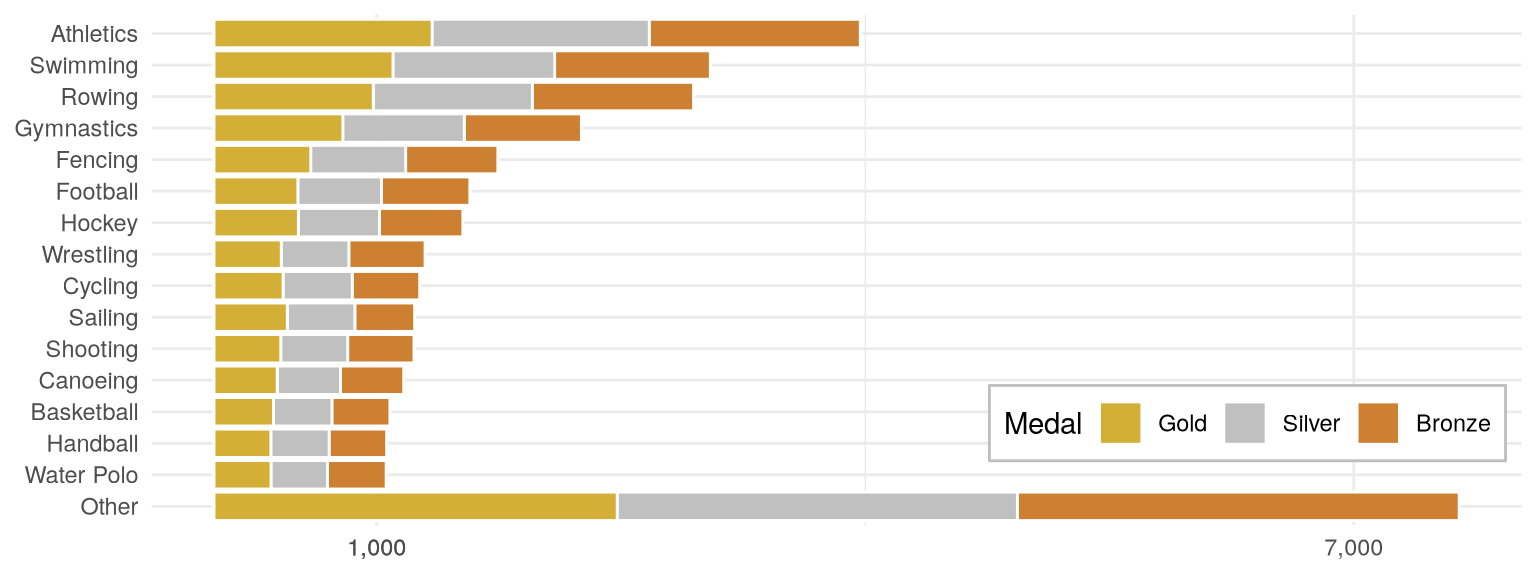 Athletics
Swimming
Rowing
Gymnastics
Fencing
Football
Hockey
Wrestling
Cycling
Sailing
Shooting
Canoeing
Basketball
Handball
Water Polo
Other
Medal Gold Silver Bronze
1,000 7,000